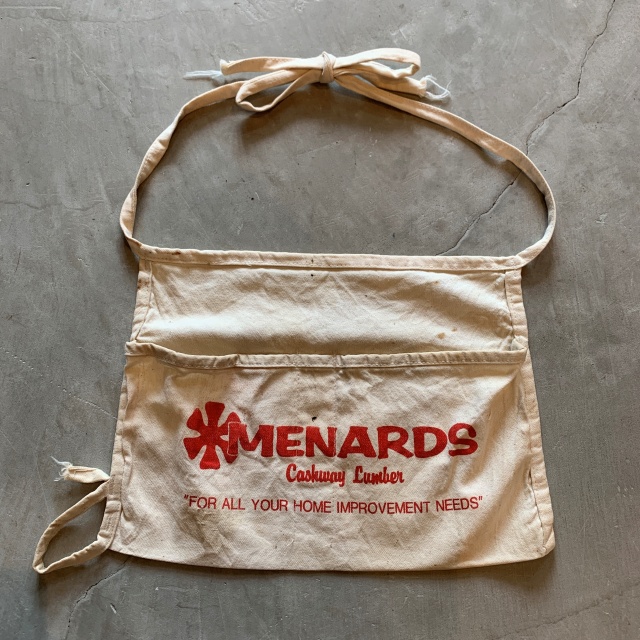 MENARDS
Cashway Lumber
"FOR ALL YOUR HOME IMPROVEMENT NEEDS"